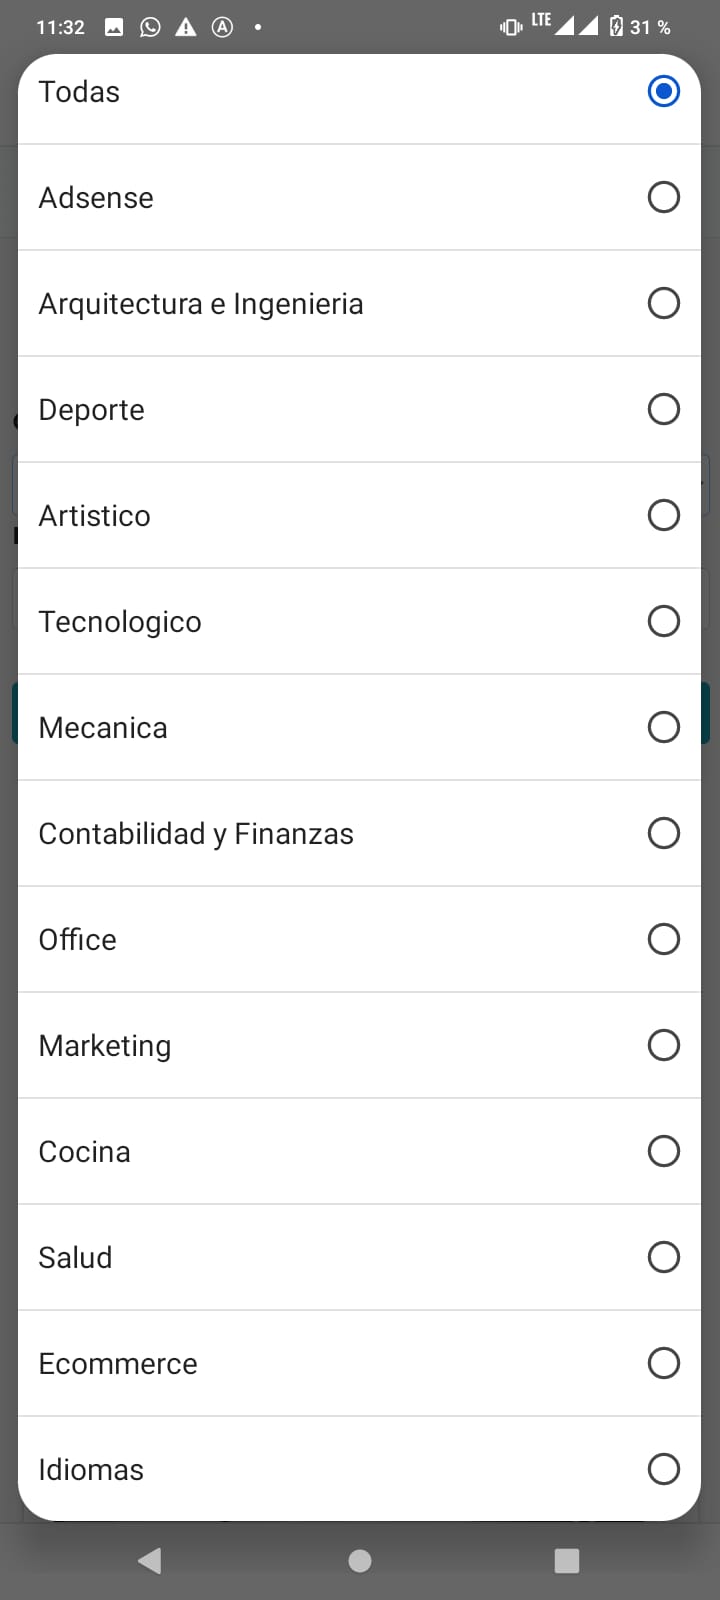 11:32 LTE 31 %
Todas
Adsense
Arquitectura e Ingenieria
Deporte
Artistico
Tecnologico
Mecanica
Contabilidad y Finanzas
Office
Marketing
Cocina
Salud
Ecommerce
Idiomas